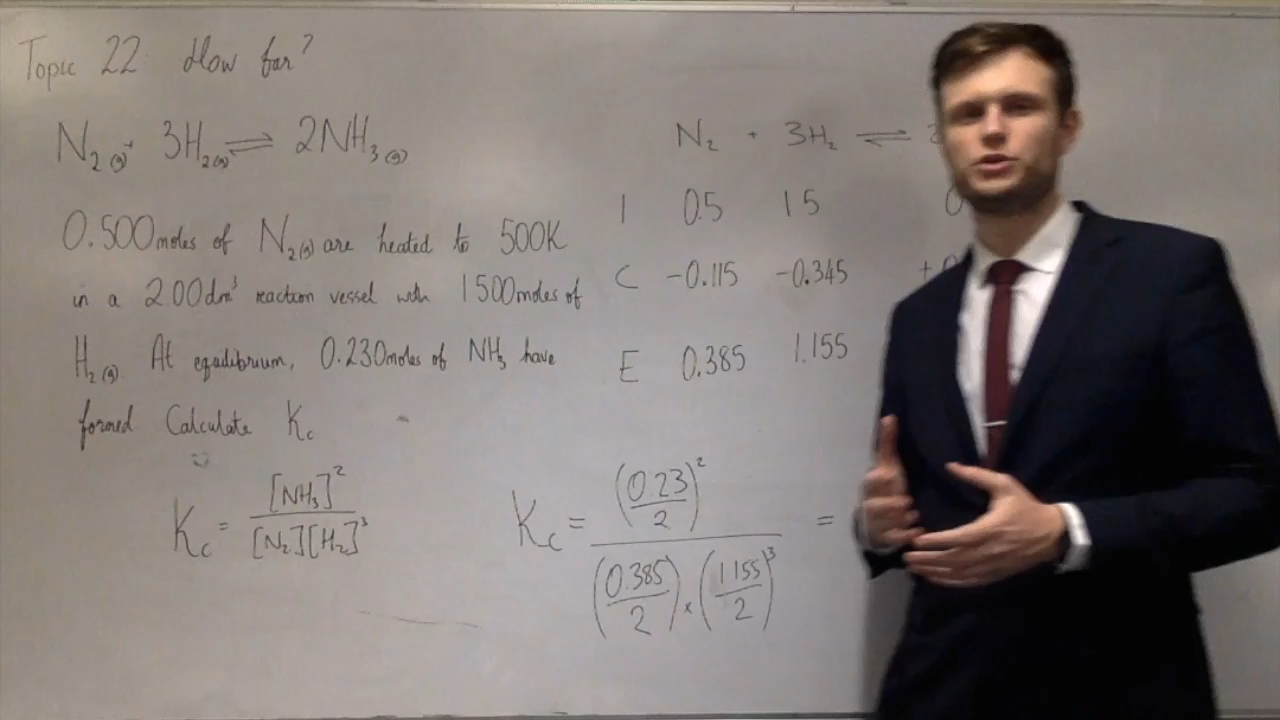 Topic 22 How far?
N₂(g) + 3H₂(g) ⇌ 2NH₃(g)
0.500 moles of N₂(g) are heated to 500K
in a 2.00dm³ reaction vessel with 1.500 moles of
H₂(g). At equilibrium, 0.230 moles of NH₃ have
formed Calculate Kc
Kc = [NH₃]² / [N₂][H₂]³
N₂ + 3H₂ ⇌
I 0.5 1.5 0
C -0.115 -0.345 +0
E 0.385 1.155
Kc = (0.23/2)² / (0.385/2) × (1.155/2)³ =